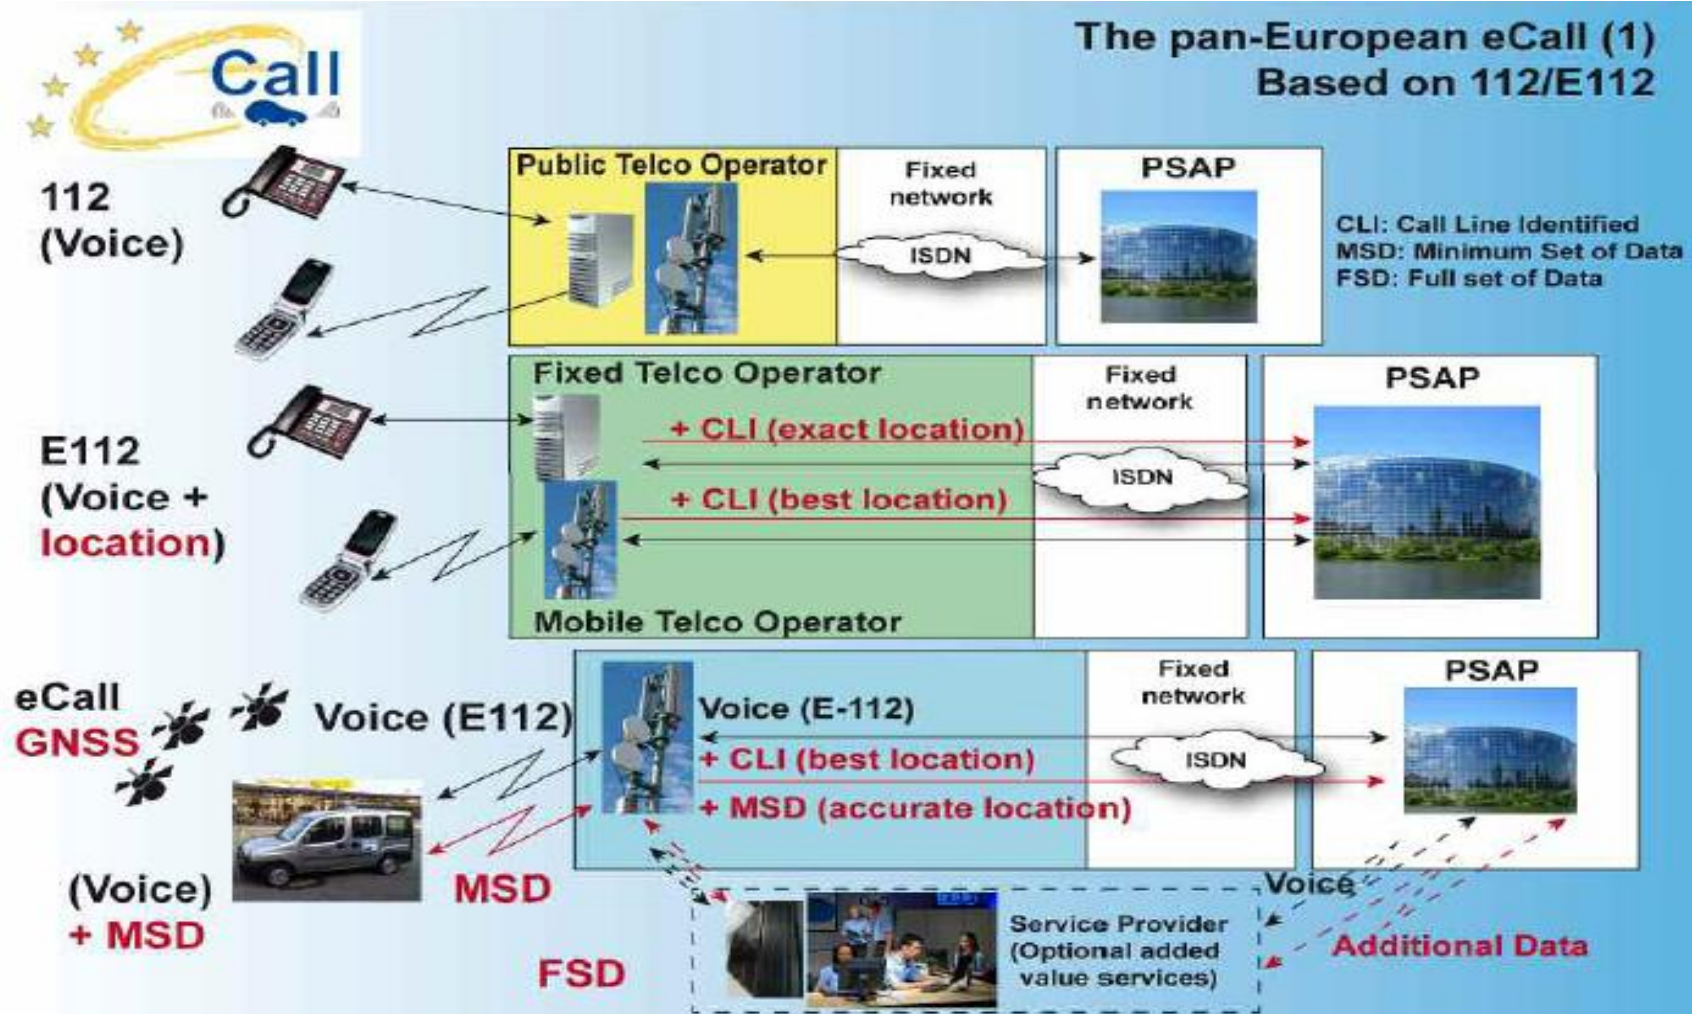 Call
The pan-European eCall (1)
Based on 112/E112
112
(Voice)
Public Telco Operator
Fixed
network
ISDN
PSAP
CLI: Call Line Identified
MSD: Minimum Set of Data
FSD: Full set of Data
E112
(Voice +
location)
Fixed Telco Operator
+ CLI (exact location)
+ CLI (best location)
Mobile Telco Operator
Fixed
network
ISDN
PSAP
eCall
GNSS
Voice (E112)
(Voice)
+ MSD
MSD
FSD
Voice (E-112)
+ CLI (best location)
+ MSD (accurate location)
Fixed
network
ISDN
PSAP
Voice
Additional Data
Service Provider
(Optional added
value services)